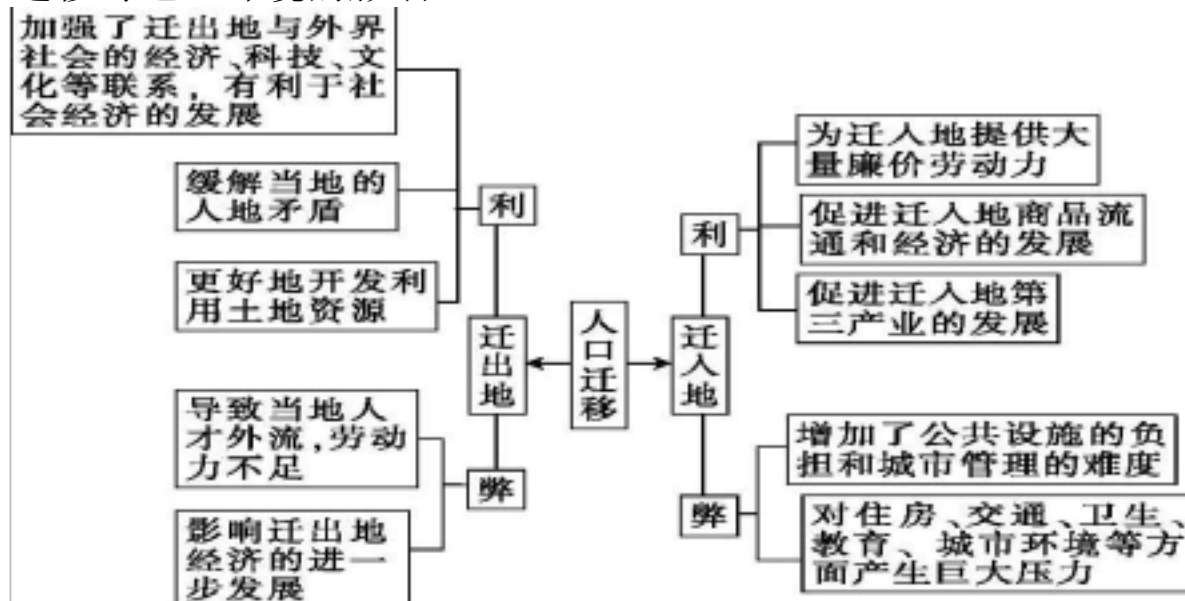 加强了迁出地与外界
社会的经济、科技、文
化等联系，有利于社
会经济的发展
缓解当地的
人地矛盾
更好地开发利
用土地资源
利
迁
出
地
导致当地人
才外流,劳动
力不足
影响迁出地
经济的进一
步发展
弊
人
口
迁
移
迁
入
地
利
为迁入地提供大
量廉价劳动力
促进迁入地商品流
通和经济的发展
促进迁入地第
三产业的发展
弊
增加了公共设施的负
担和城市管理的难度
对住房、交通、卫生、
教育、城市环境等方
面产生巨大压力